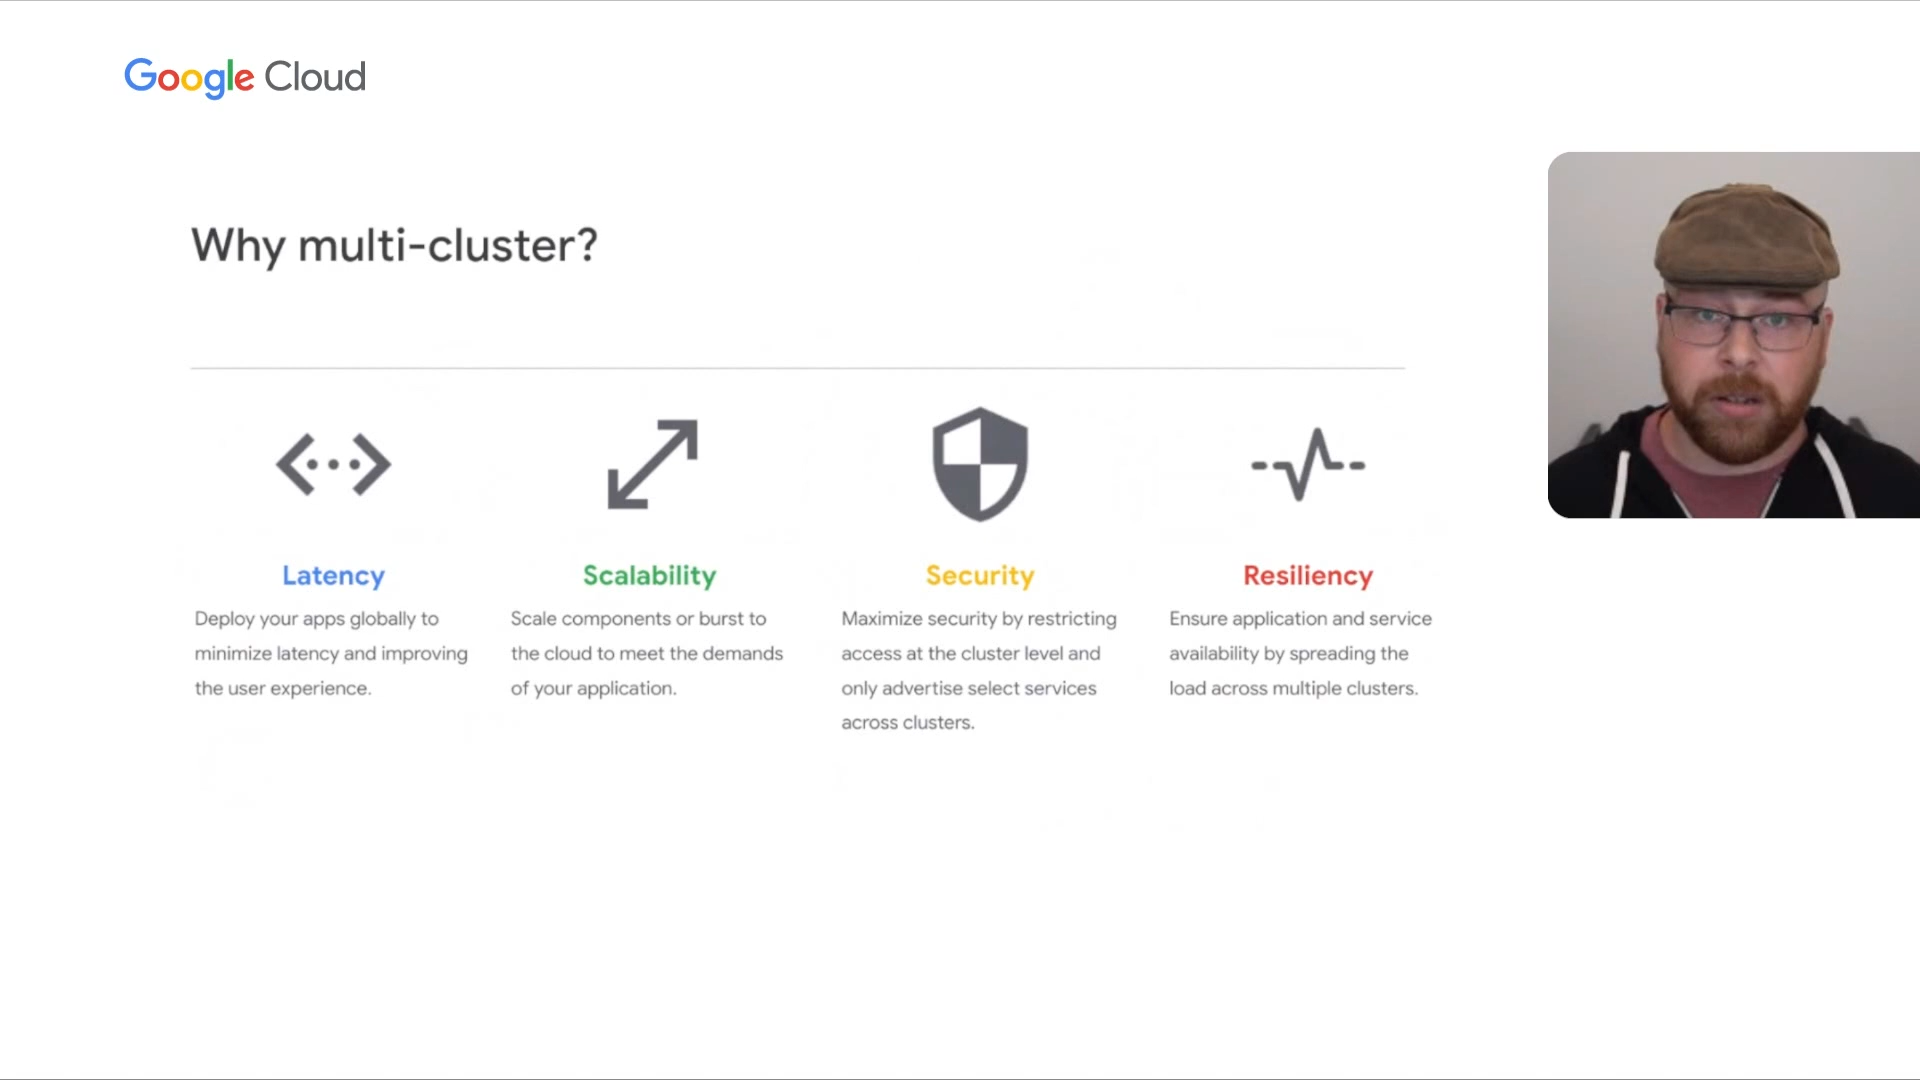 Google Cloud
Why multi-cluster?
Latency
Deploy your apps globally to
minimize latency and improving
the user experience.
Scalability
Scale components or burst to
the cloud to meet the demands
of your application.
Security
Maximize security by restricting
access at the cluster level and
only advertise select services
across clusters.
Resiliency
Ensure application and service
availability by spreading the
load across multiple clusters.